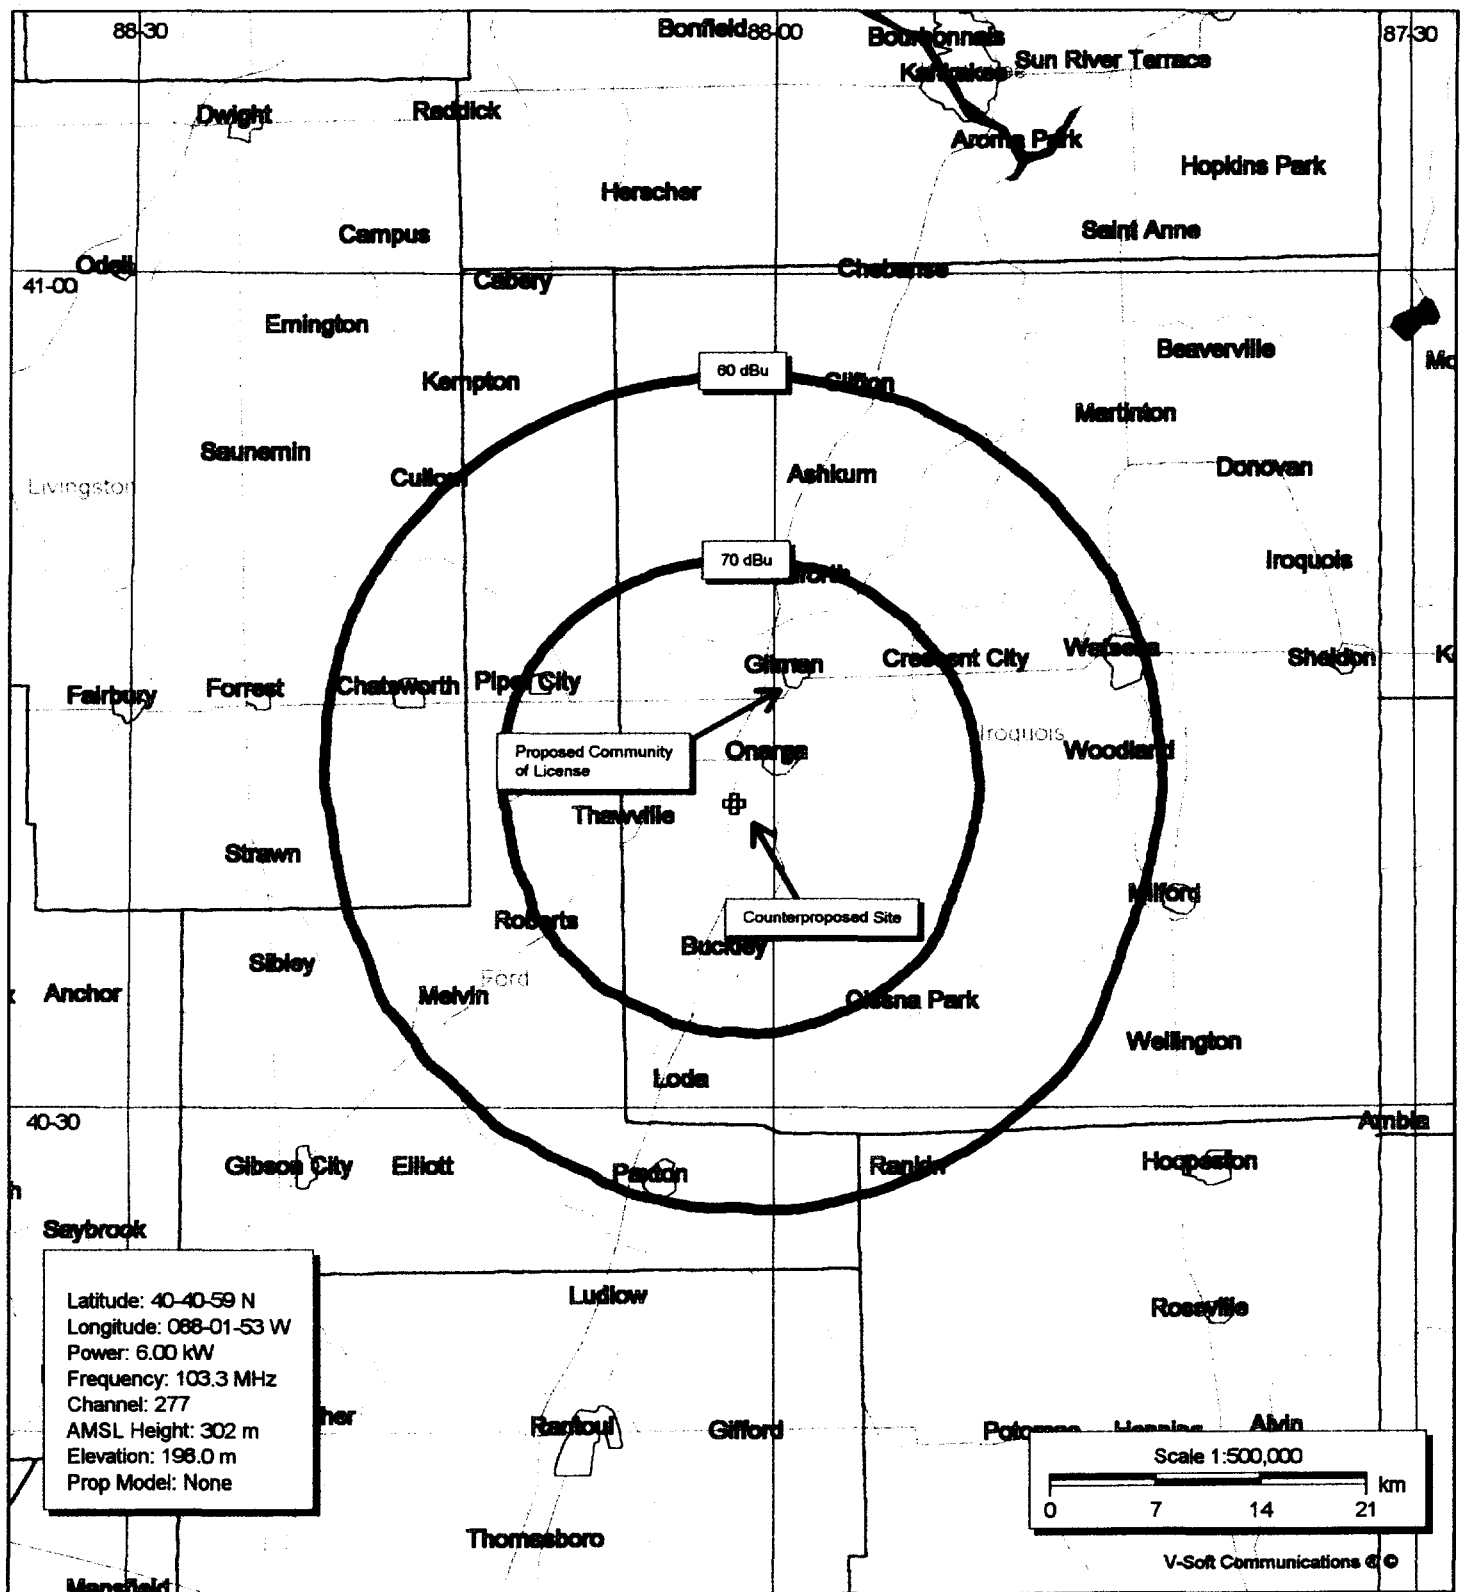 88-30
Bonfield
88-00
Bourbonnais
87-30
Kankakee
Sun River Terrace
Dwight
Reddick
Aroma Park
Hopkins Park
Herscher
Campus
Saint Anne
Odell
41-00
Cabery
Chebanse
Emington
Beaverville
60 dBu
Kempton
Clifton
Martinton
Saunemin
Cullom
Ashkum
Donovan
Livingston
70 dBu
Iroquois
Gilman
Crescent City
Watseka
Sheldon
Fairbury
Forrest
Chatsworth
Piper City
Iroquois
Proposed Community
of License
Onarga
Woodland
Thawville
Strawn
Milford
Roberts
Counterproposed Site
Buckley
Sibley
Ford
Anchor
Melvin
Cissna Park
Wellington
Loda
40-30
Ambia
Gibson City
Elliott
Paxton
Rankin
Hoopeston
Saybrook
Ludlow
Rossville
Latitude: 40-40-59 N
Longitude: 088-01-53 W
Power: 6.00 kW
Frequency: 103.3 MHz
Channel: 277
AMSL Height: 302 m
Elevation: 198.0 m
Prop Model: None
her
Rantoul
Gifford
Potomac
Henning
Alvin
Scale 1:500,000
km
0 7 14 21
Thomasboro
V-Soft Communications ® ©
Mansfield